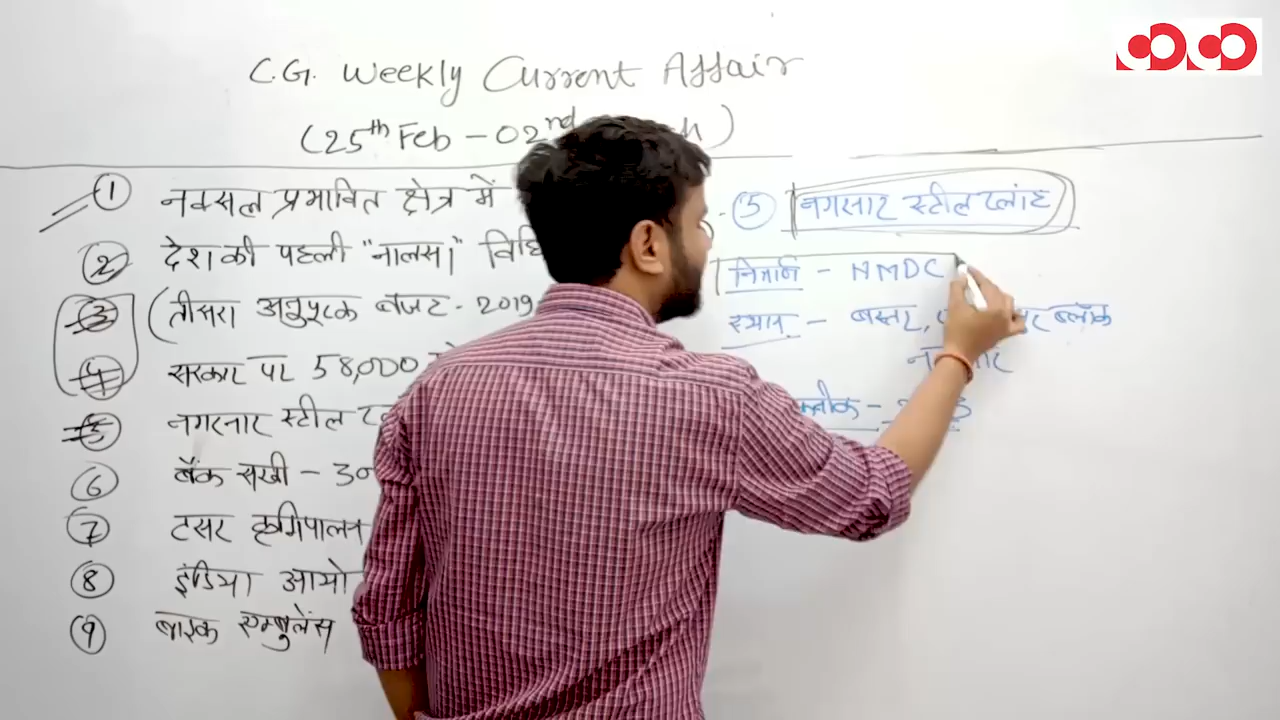 C.G. Weekly Current Affair
(25th Feb - 02nd
① नक्सल प्रभावित क्षेत्र में
② देश की पहली "नालसा" विधि
③ (तीसरा अनुपूरक बजट - 2019
④ सरकार पर 58,000
⑤ नगरनार स्टील
⑥ बैंक सखी - 30
⑦ टसर कृमिपालन
⑧ इंडिया आयो
⑨ बाइक एम्बुलेंस
⑤ नगरनार स्टील प्लांट
निर्माण - NMDC
स्थान - बस्तर, ब्लॉक